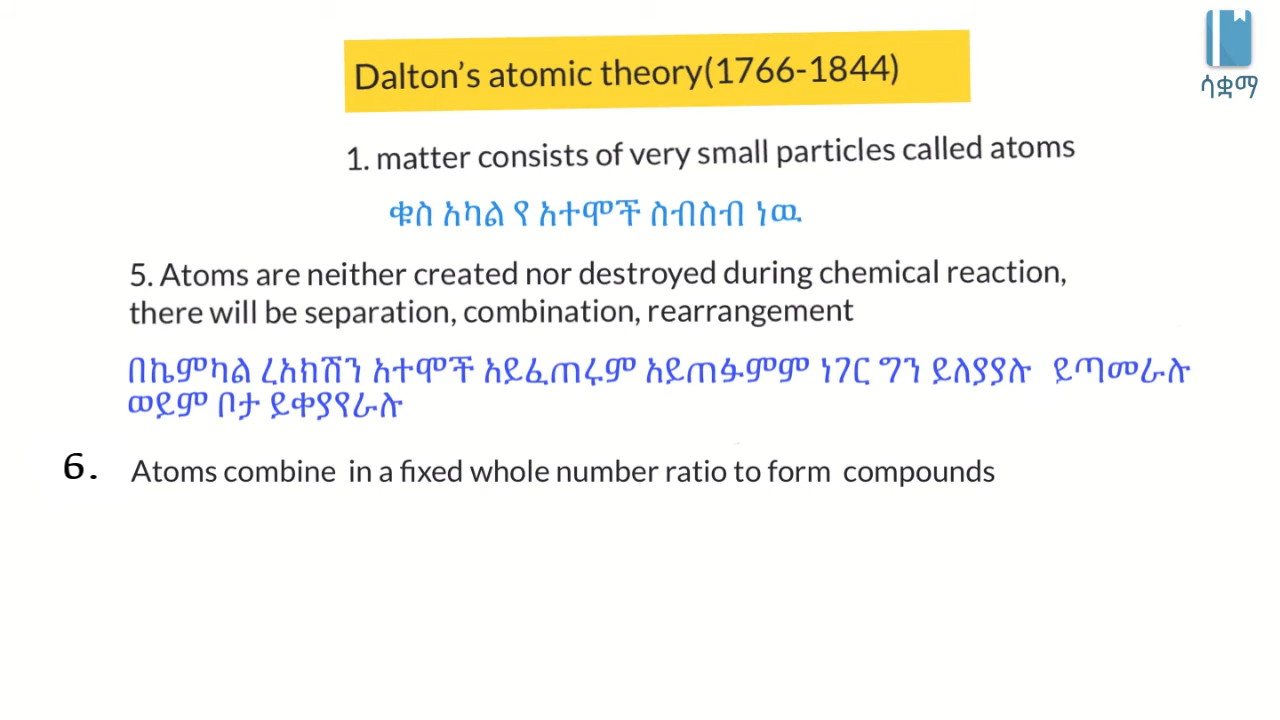 Dalton's atomic theory(1766-1844)
ሳቋማ
1. matter consists of very small particles called atoms
ቁስ አካል የ አተሞች ስብስብ ነዉ
5. Atoms are neither created nor destroyed during chemical reaction,
there will be separation, combination, rearrangement
በኬምካል ረአክሽን አተሞች አይፈጠሩም አይጠፉምም ነገር ግን ይለያያሉ ይጣመራሉ
ወይም ቦታ ይቀያየራሉ
6. Atoms combine in a fixed whole number ratio to form compounds